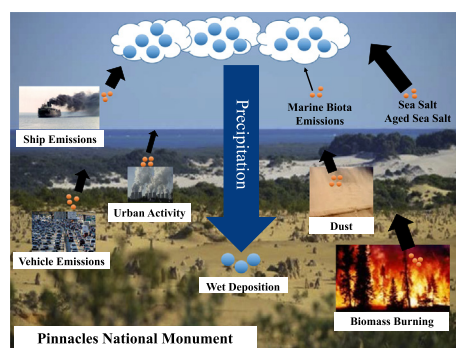 Precipitation
Marine Biota
Emissions
Sea Salt
Aged Sea Salt
Ship Emissions
Urban Activity
Dust
Vehicle Emissions
Wet Deposition
Biomass Burning
Pinnacles National Monument